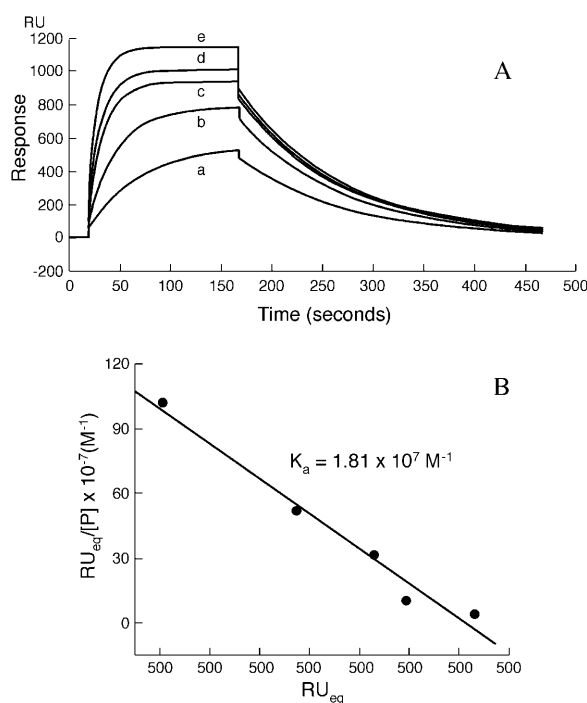 RU
A
1200
1000
800
600
400
200
0
-200
Response
e
d
c
b
a
0 50 100 150 200 250 300 350 400 450 500
Time (seconds)
B
120
90
60
30
0
RUeq/[P] x 10-7(M-1)
Ka = 1.81 x 107 M-1
500 500 500 500 500 500 500 500
RUeq